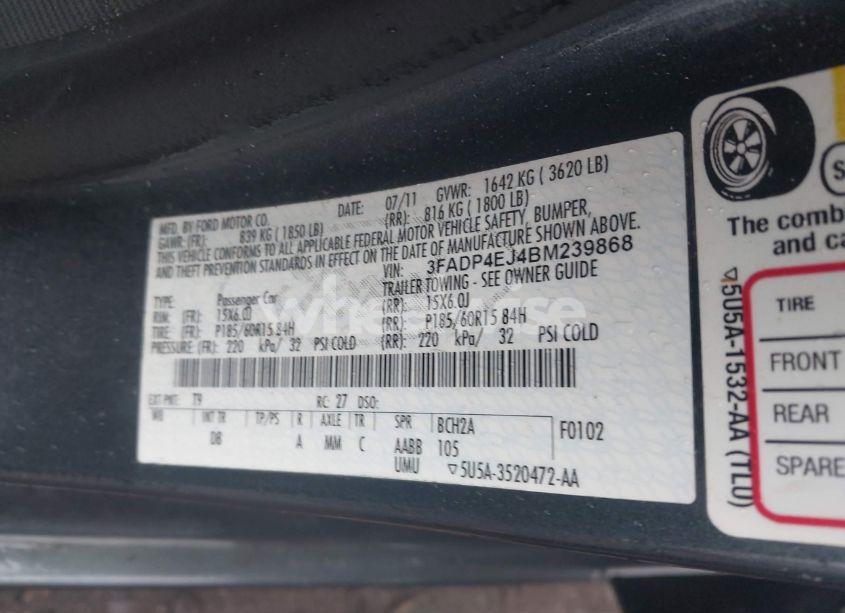 MFD. BY FORD MOTOR CO.
DATE: 07/11 GVWR: 1642 KG ( 3620 LB)
GAWR: (FR): 839 KG ( 1850 LB) (RR): 816 KG ( 1800 LB)
THIS VEHICLE CONFORMS TO ALL APPLICABLE FEDERAL MOTOR VEHICLE SAFETY, BUMPER,
AND THEFT PREVENTION STANDARDS IN EFFECT ON THE DATE OF MANUFACTURE SHOWN ABOVE.
VIN: 3FADP4EJ4BM239868
TRAILER TOWING - SEE OWNER GUIDE
TYPE: Passenger Car
RIM: (FR): 15X6.0J (RR): 15X6.0J
TIRE: (FR): P185/60R15 84H (RR): P185/60R15 84H
PRESSURE: (FR): 220 kPa/ 32 PSI COLD (RR): 220 kPa/ 32 PSI COLD
EXT PNT: T9 RC: 27 DSO:
WB INT TR TP/PS R AXLE TR SPR BCH2A F0102
DB A MM C AABB 105
UMU ▽5U5A-3520472-AA
The comb
and ca
▽5U5A-1532-AA (TLU)
TIRE
FRONT
REAR
SPARE